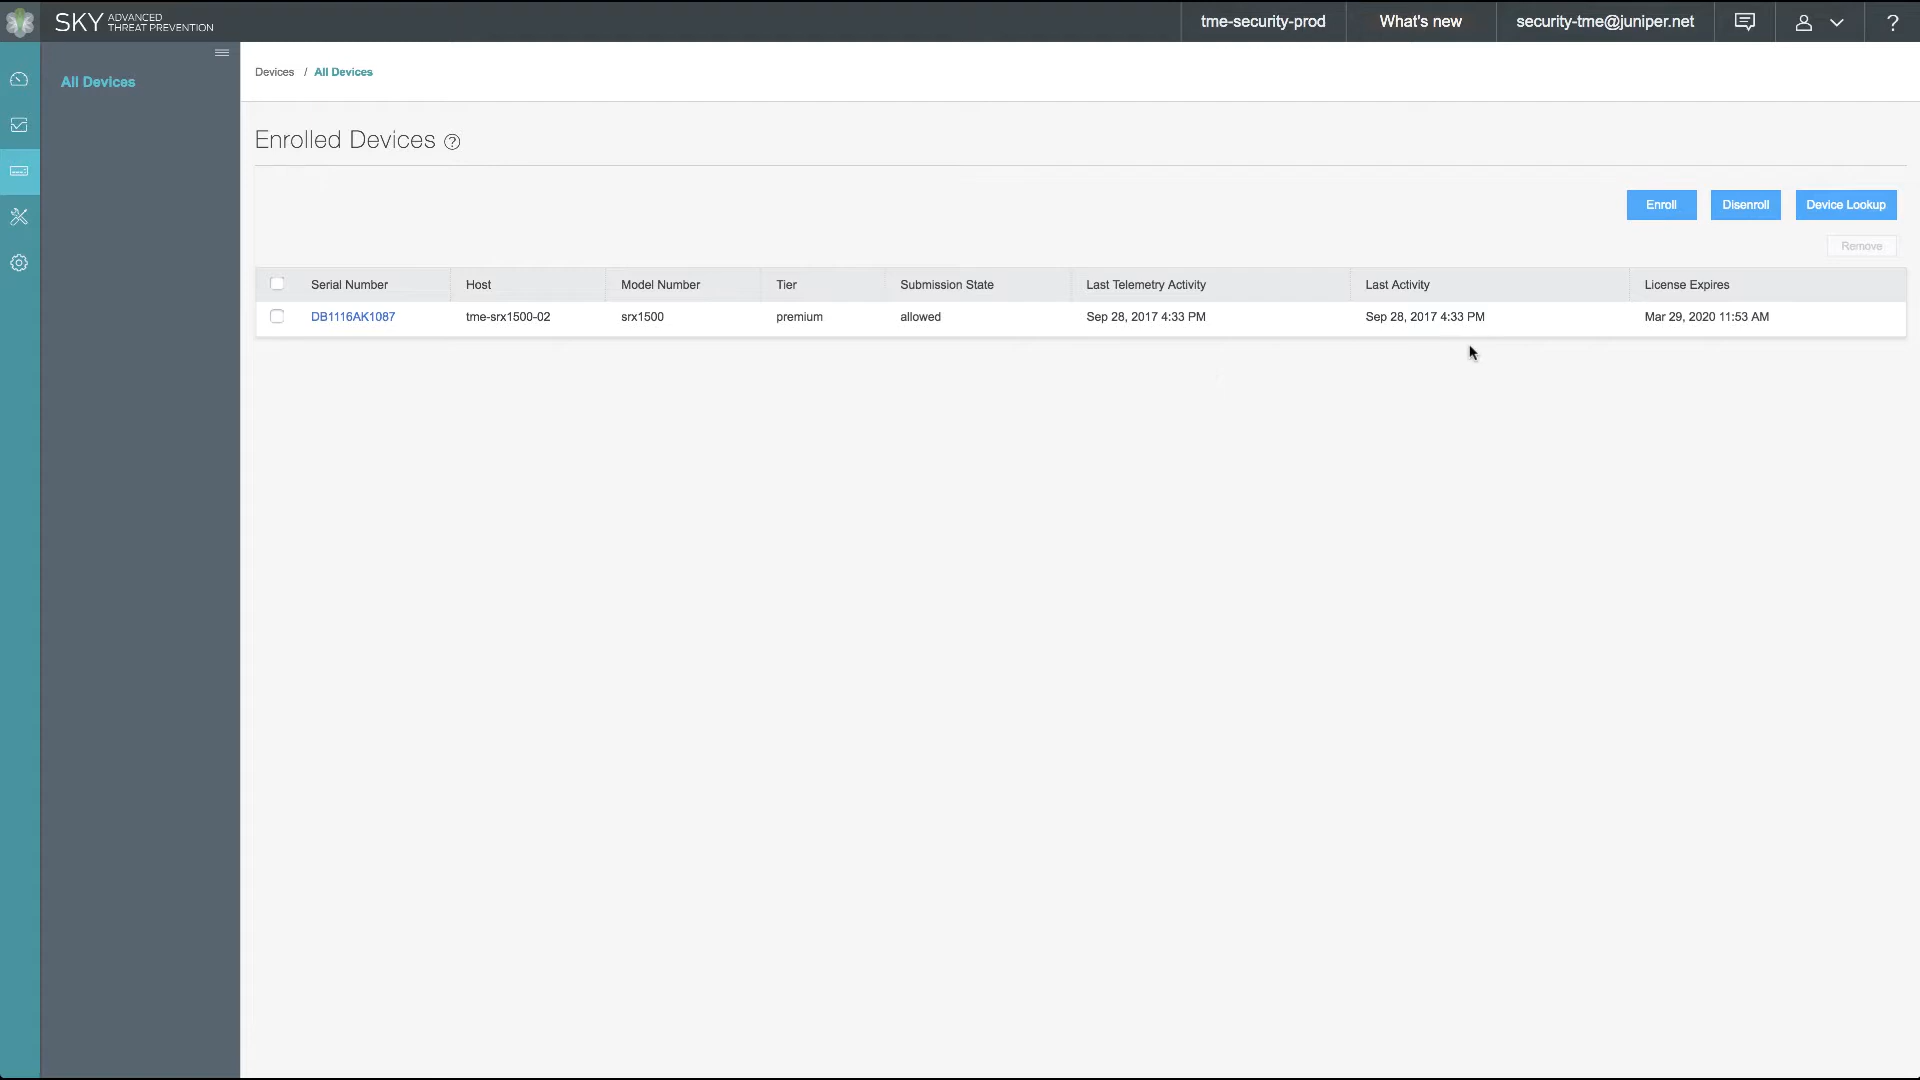 SKY ADVANCED THREAT PREVENTION
tme-security-prod
What's new
security-tme@juniper.net
?
All Devices
Devices / All Devices
Enrolled Devices ?
Enroll Disenroll Device Lookup
Remove
Serial Number Host Model Number Tier Submission State Last Telemetry Activity Last Activity License Expires
DB1116AK1087 tme-srx1500-02 srx1500 premium allowed Sep 28, 2017 4:33 PM Sep 28, 2017 4:33 PM Mar 29, 2020 11:53 AM